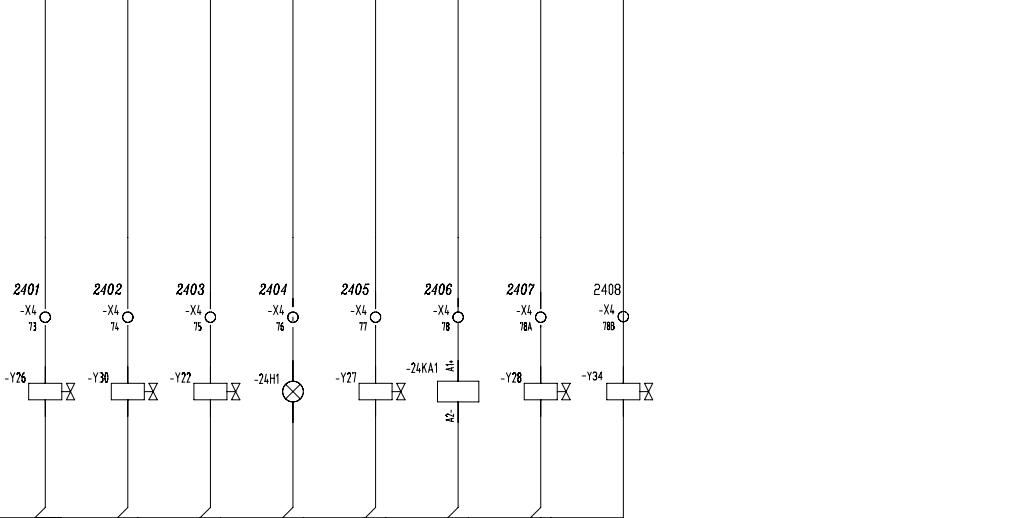 2401 2402 2403 2404 2405 2406 2407 2408
-X4 -X4 -X4 -X4 -X4 -X4 -X4 -X4
73 74 75 76 77 78 78A 78B
-24KA1 A1+
-Y26 -Y30 -Y22 -24H1 -Y27 -Y28 -Y34
A2-